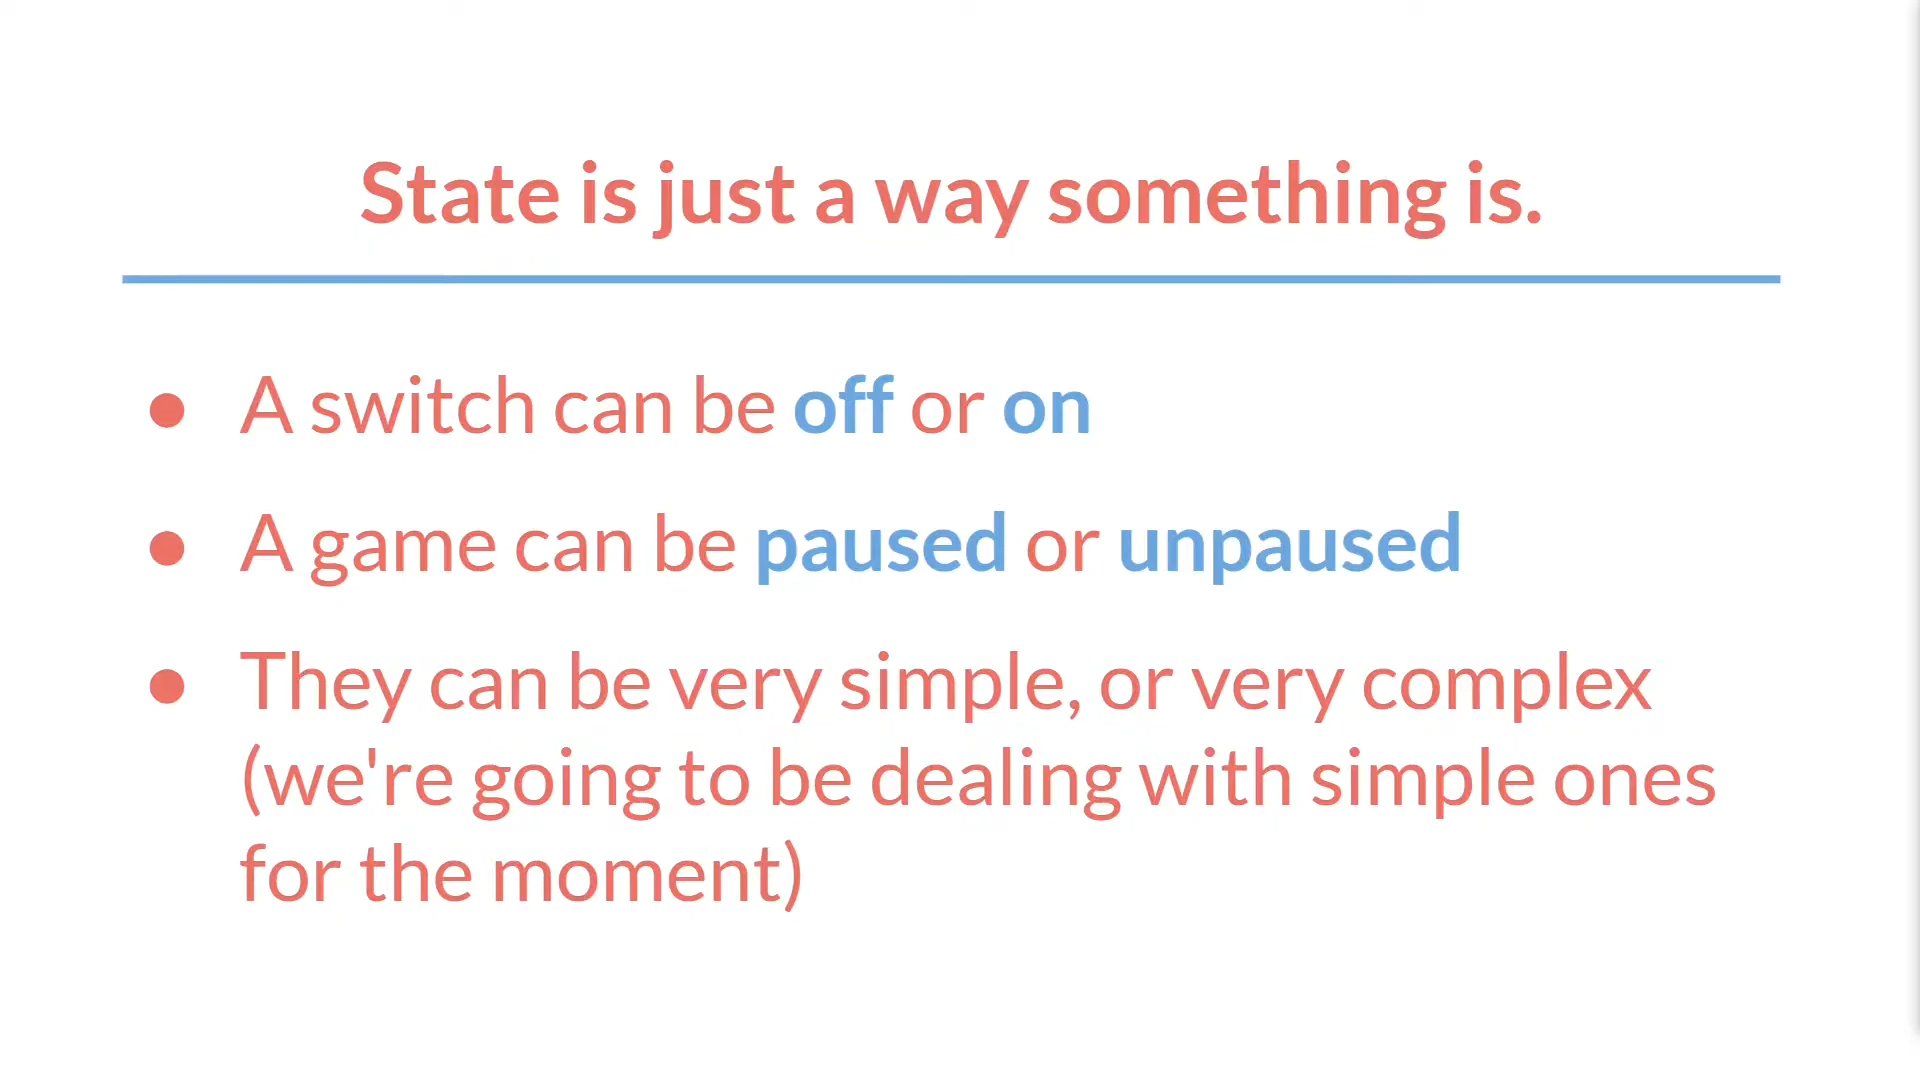 State is just a way something is.
● A switch can be off or on
● A game can be paused or unpaused
● They can be very simple, or very complex
(we're going to be dealing with simple ones
for the moment)